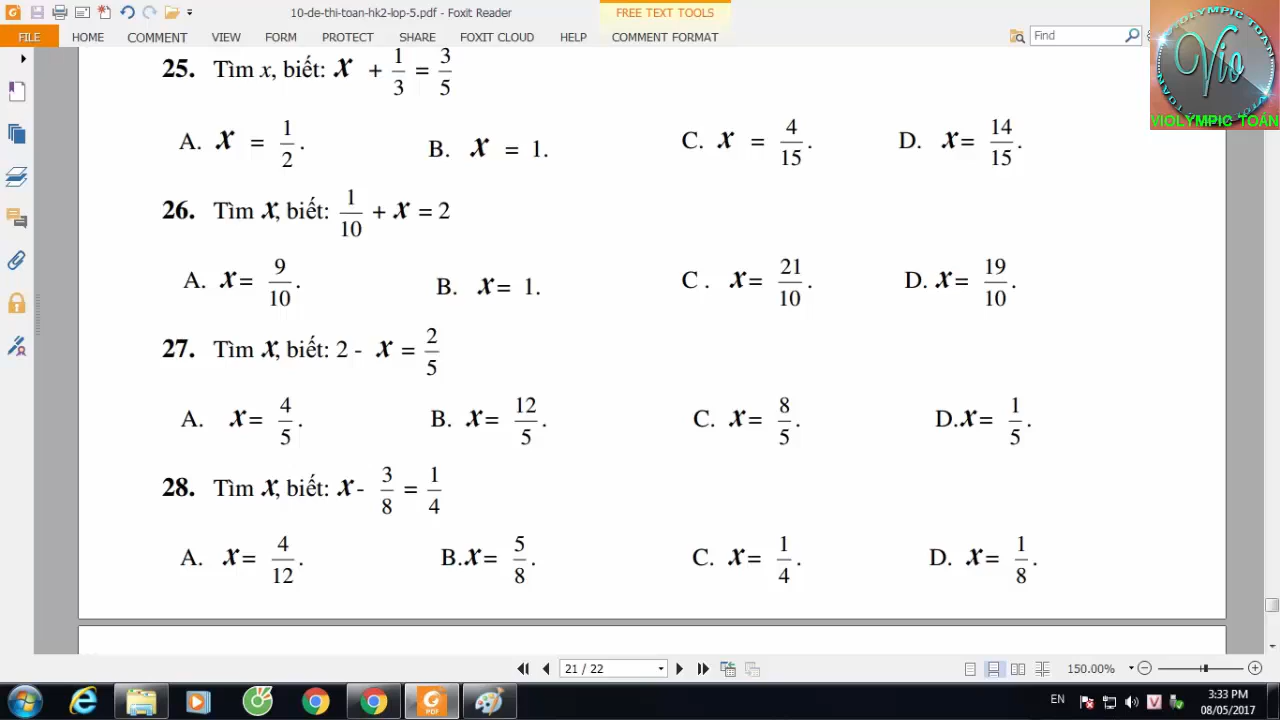 10-de-thi-toan-hk2-lop-5.pdf - Foxit Reader
FREE TEXT TOOLS
FILE HOME COMMENT VIEW FORM PROTECT SHARE FOXIT CLOUD HELP COMMENT FORMAT Find
Vio
VIOLYMPIC TOÁN
25. Tìm x, biết: x + 1/3 = 3/5
A. x = 1/2. B. x = 1. C. x = 4/15. D. x= 14/15.
26. Tìm x, biết: 1/10 + x = 2
A. x= 9/10. B. x= 1. C . x= 21/10. D. x= 19/10.
27. Tìm x, biết: 2 - x = 2/5
A. x= 4/5. B. x= 12/5. C. x= 8/5. D.x= 1/5.
28. Tìm x, biết: x- 3/8 = 1/4
A. x= 4/12. B.x= 5/8. C. x= 1/4. D. x= 1/8.
21 / 22 150.00%
EN 3:33 PM
08/05/2017